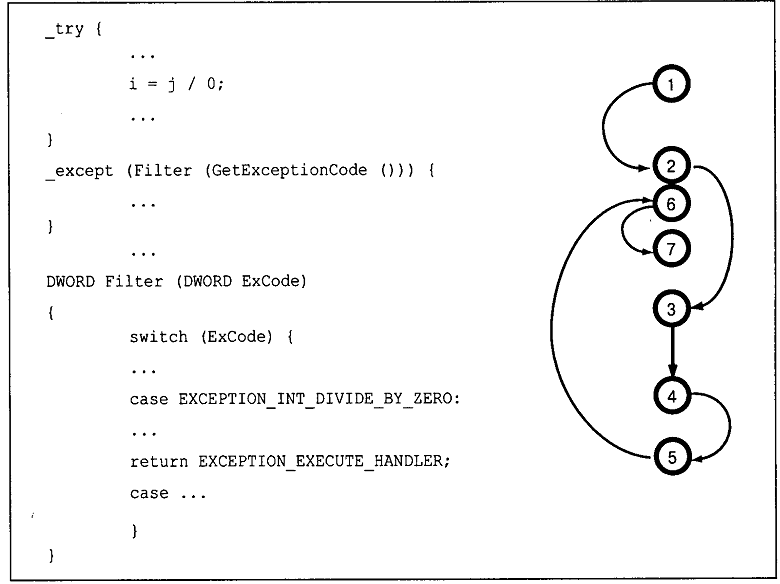 _try {
...
i = j / 0;
...
}
_except (Filter (GetExceptionCode ())) {
...
}
...
DWORD Filter (DWORD ExCode)
{
switch (ExCode) {
...
case EXCEPTION_INT_DIVIDE_BY_ZERO:
...
return EXCEPTION_EXECUTE_HANDLER;
case ...
}
}
1
2
6
7
3
4
5